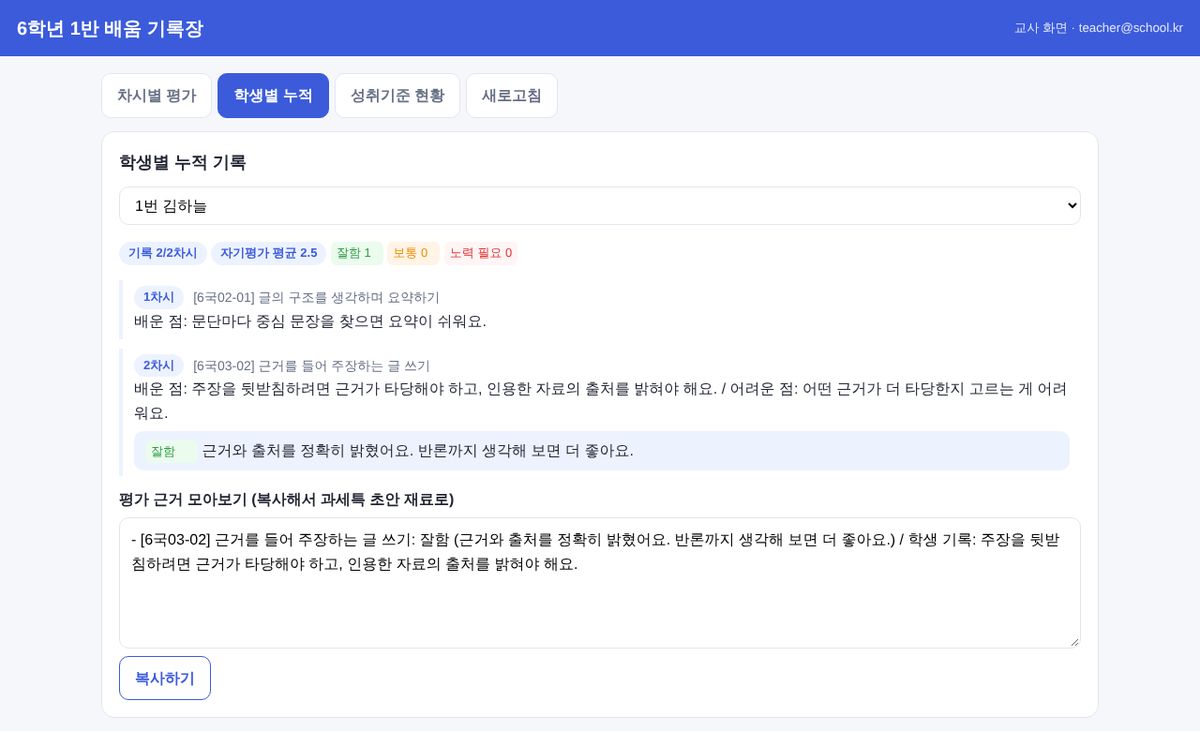 6학년 1반 배움 기록장
교사 화면 · teacher@school.kr
차시별 평가
학생별 누적
성취기준 현황
새로고침
학생별 누적 기록
1번 김하늘
기록 2/2차시
자기평가 평균 2.5
잘함 1
보통 0
노력 필요 0
1차시 [6국02-01] 글의 구조를 생각하며 요약하기
배운 점: 문단마다 중심 문장을 찾으면 요약이 쉬워요.
2차시 [6국03-02] 근거를 들어 주장하는 글 쓰기
배운 점: 주장을 뒷받침하려면 근거가 타당해야 하고, 인용한 자료의 출처를 밝혀야 해요. / 어려운 점: 어떤 근거가 더 타당한지 고르는 게 어려
워요.
잘함 근거와 출처를 정확히 밝혔어요. 반론까지 생각해 보면 더 좋아요.
평가 근거 모아보기 (복사해서 과세특 초안 재료로)
- [6국03-02] 근거를 들어 주장하는 글 쓰기: 잘함 (근거와 출처를 정확히 밝혔어요. 반론까지 생각해 보면 더 좋아요.) / 학생 기록: 주장을 뒷받
침하려면 근거가 타당해야 하고, 인용한 자료의 출처를 밝혀야 해요.
복사하기